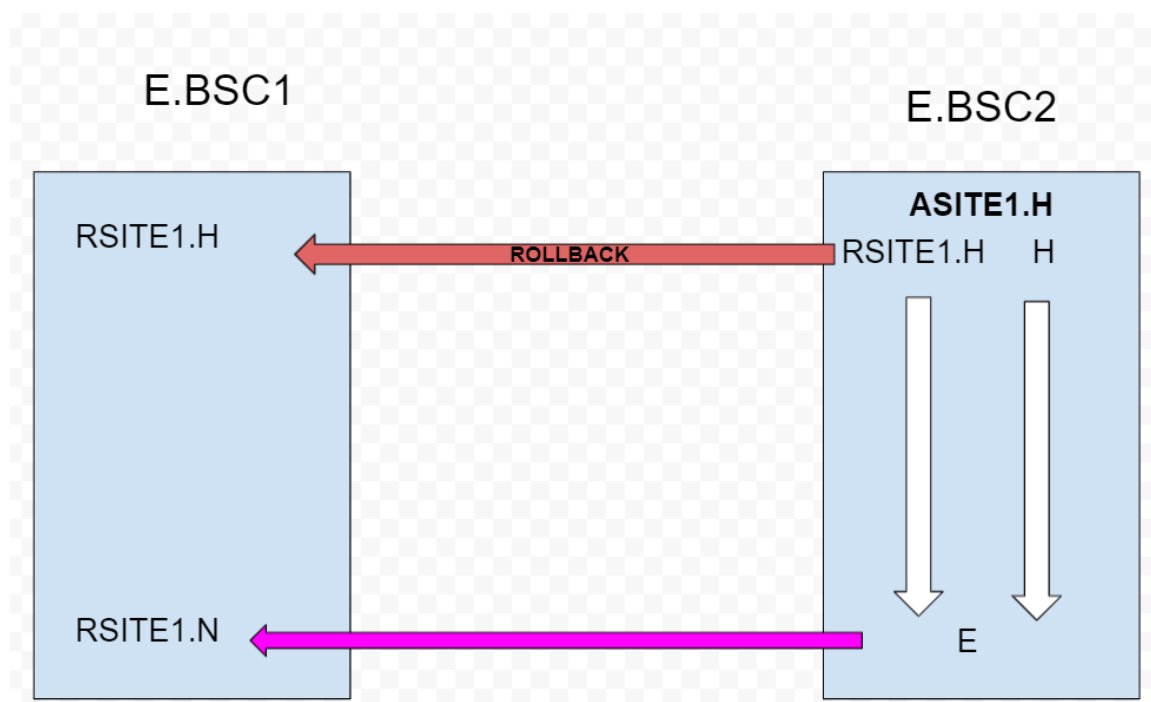 E.BSC1
E.BSC2
ASITE1.H
RSITE1.H
ROLLBACK
RSITE1.H H
RSITE1.N
E